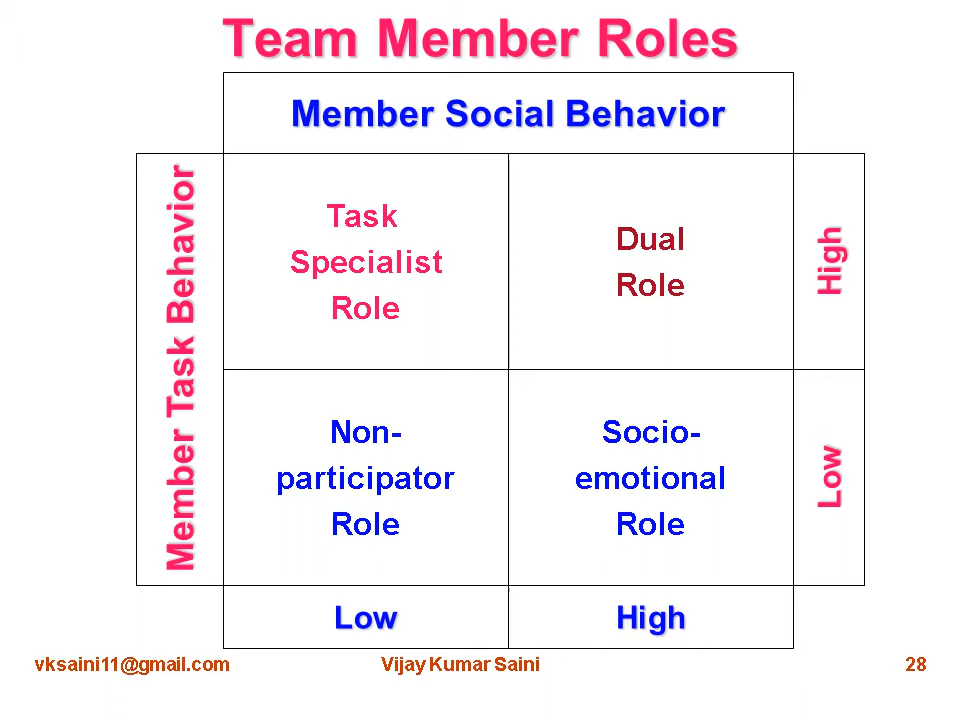 Team Member Roles
Member Social Behavior
Member Task Behavior
Task
Specialist
Role
Dual
Role
High
Non-
participator
Role
Socio-
emotional
Role
Low
Low
High
vksaini11@gmail.com
Vijay Kumar Saini
28